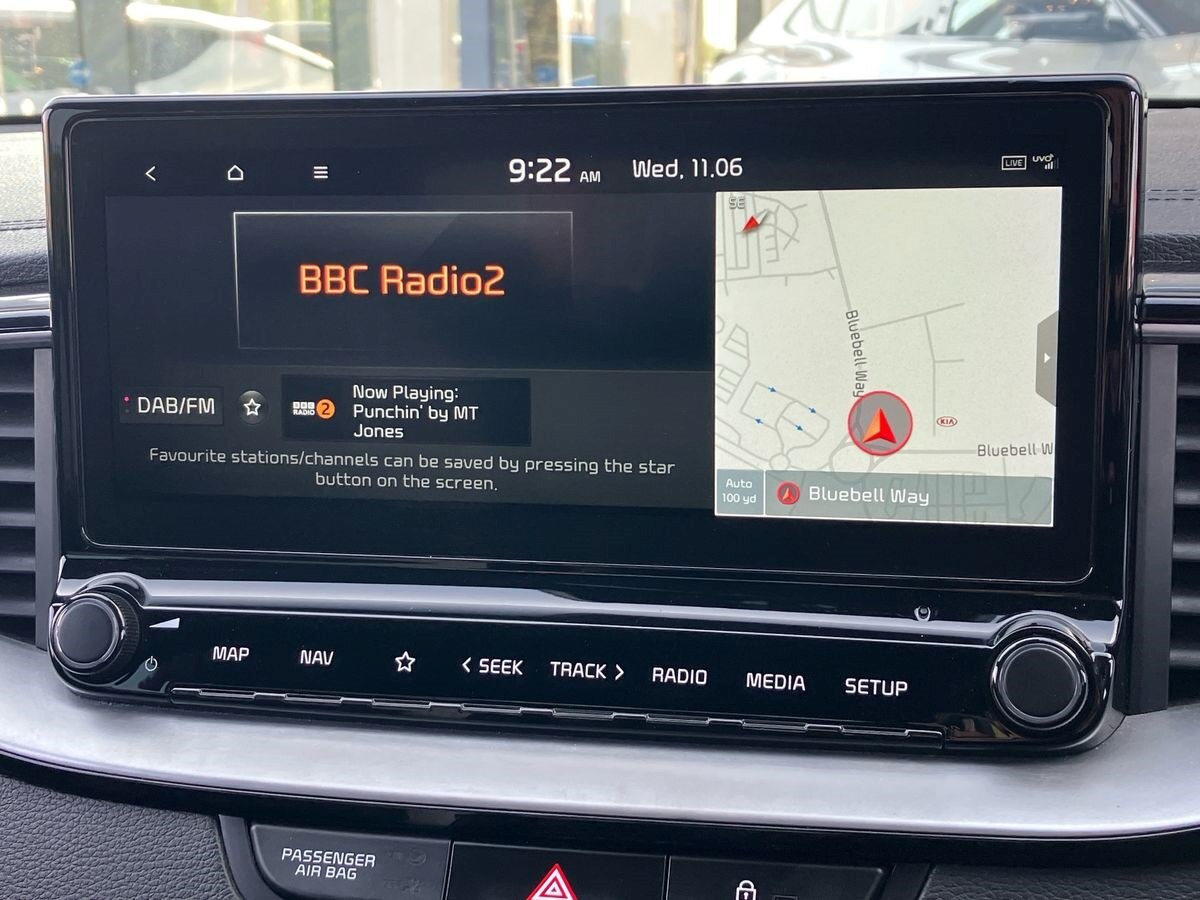 9:22 AM Wed, 11.06
LIVE UVO
BBC Radio2
SE
Bluebell Way
KIA
Bluebell W
DAB/FM
BBC
RADIO 2
Now Playing:
Punchin' by MT
Jones
Favourite stations/channels can be saved by pressing the star
button on the screen.
Auto
100 yd
Bluebell Way
MAP
NAV
SEEK
TRACK
RADIO
MEDIA
SETUP
PASSENGER
AIR BAG